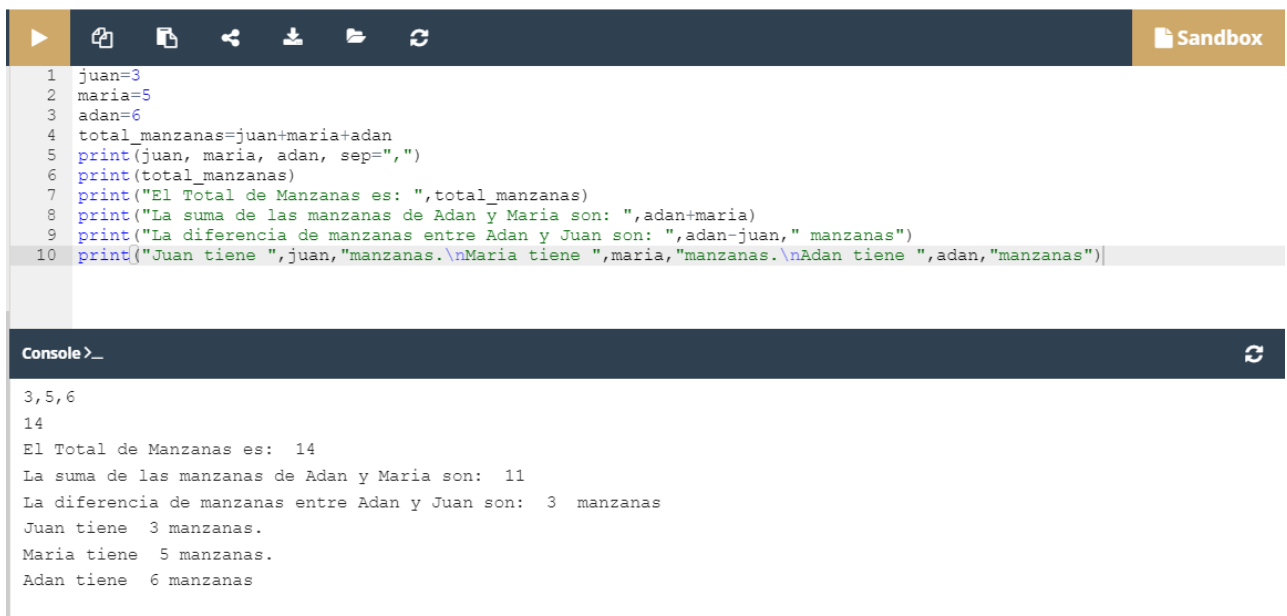 Sandbox
1 juan=3
2 maria=5
3 adan=6
4 total_manzanas=juan+maria+adan
5 print(juan, maria, adan, sep=",")
6 print(total_manzanas)
7 print("El Total de Manzanas es: ",total_manzanas)
8 print("La suma de las manzanas de Adan y Maria son: ",adan+maria)
9 print("La diferencia de manzanas entre Adan y Juan son: ",adan-juan," manzanas")
10 print("Juan tiene ",juan,"manzanas.\nMaria tiene ",maria,"manzanas.\nAdan tiene ",adan,"manzanas")
Console >_
3,5,6
14
El Total de Manzanas es:  14
La suma de las manzanas de Adan y Maria son:  11
La diferencia de manzanas entre Adan y Juan son:  3  manzanas
Juan tiene  3 manzanas.
Maria tiene  5 manzanas.
Adan tiene  6 manzanas